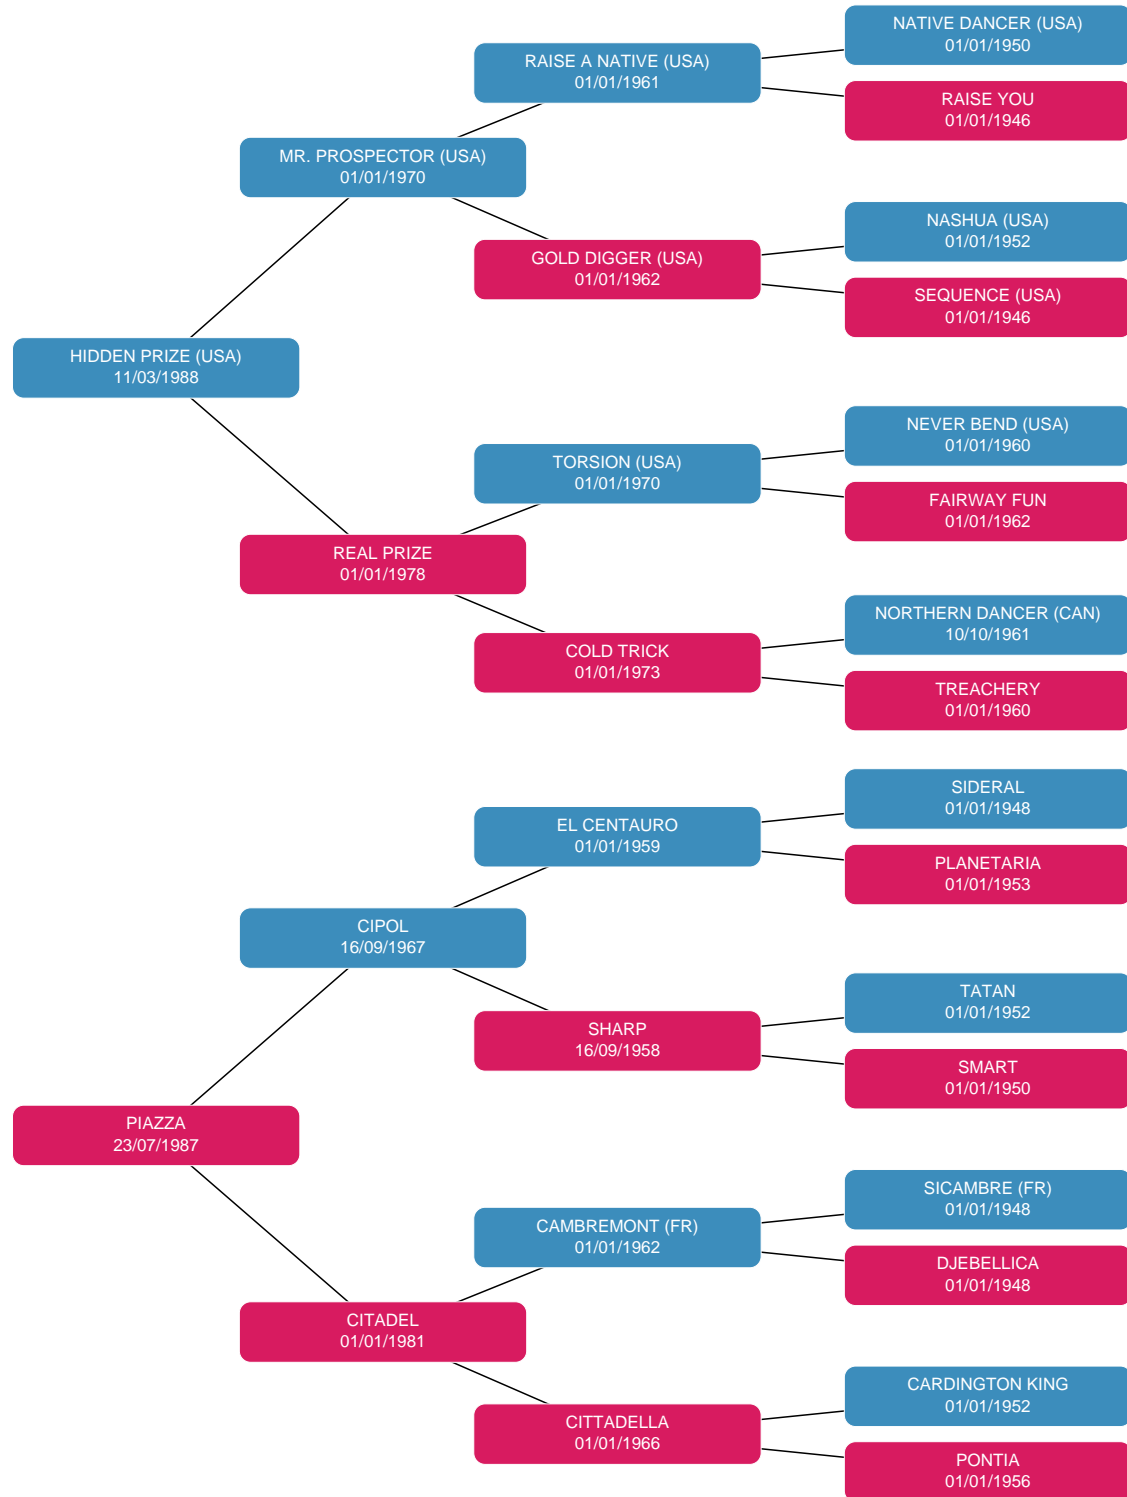 NATIVE DANCER (USA)
01/01/1950
RAISE A NATIVE (USA)
01/01/1961
RAISE YOU
01/01/1946
MR. PROSPECTOR (USA)
01/01/1970
NASHUA (USA)
01/01/1952
GOLD DIGGER (USA)
01/01/1962
SEQUENCE (USA)
01/01/1946
HIDDEN PRIZE (USA)
11/03/1988
NEVER BEND (USA)
01/01/1960
TORSION (USA)
01/01/1970
FAIRWAY FUN
01/01/1962
REAL PRIZE
01/01/1978
NORTHERN DANCER (CAN)
10/10/1961
COLD TRICK
01/01/1973
TREACHERY
01/01/1960
SIDERAL
01/01/1948
EL CENTAURO
01/01/1959
PLANETARIA
01/01/1953
CIPOL
16/09/1967
TATAN
01/01/1952
SHARP
16/09/1958
SMART
01/01/1950
PIAZZA
23/07/1987
SICAMBRE (FR)
01/01/1948
CAMBREMONT (FR)
01/01/1962
DJEBELLICA
01/01/1948
CITADEL
01/01/1981
CARDINGTON KING
01/01/1952
CITTADELLA
01/01/1966
PONTIA
01/01/1956